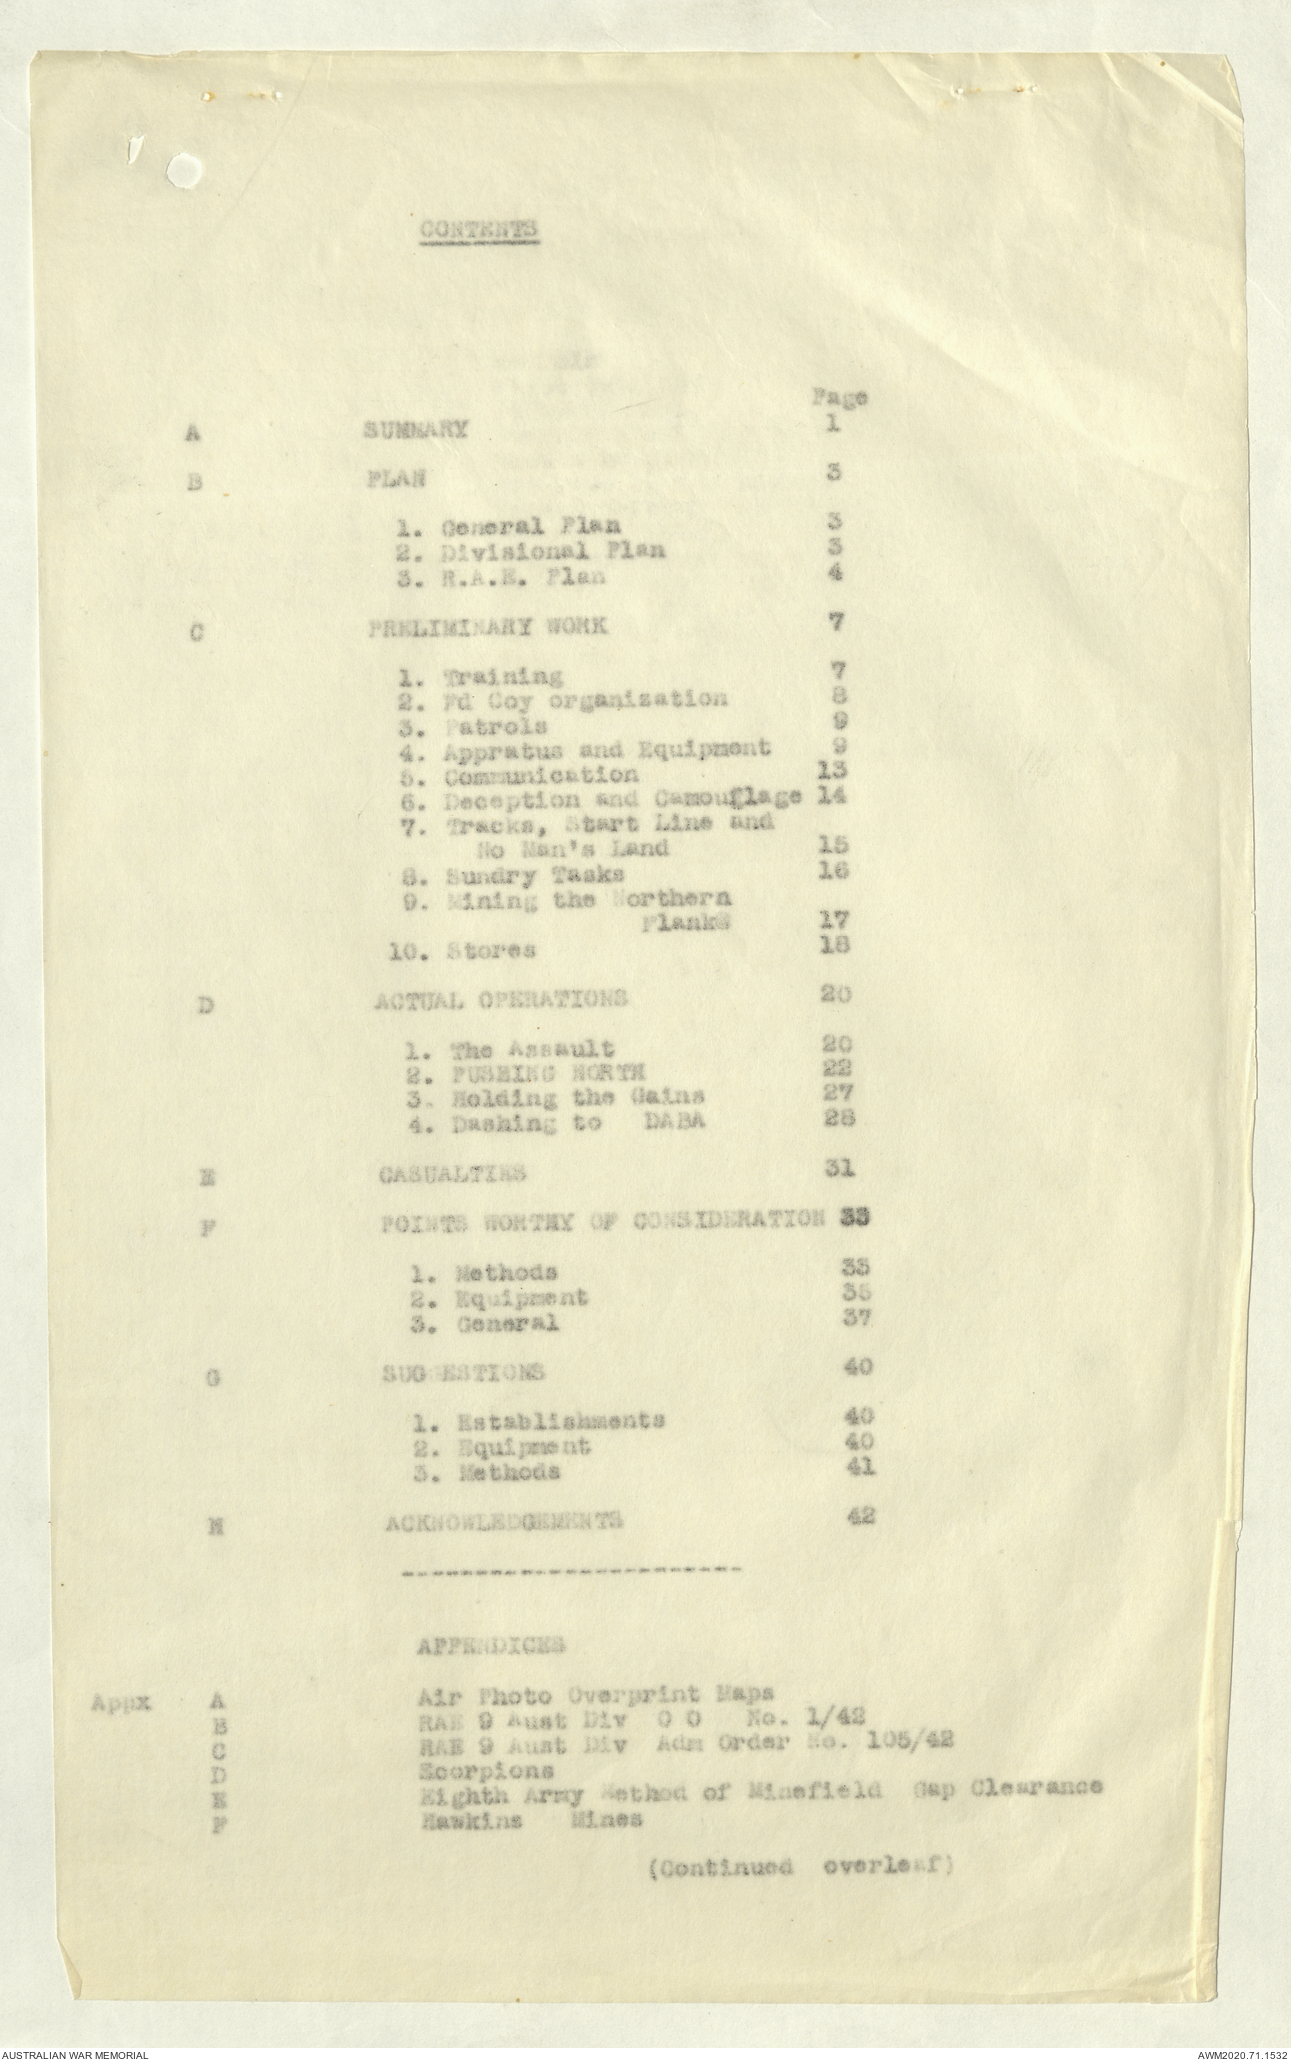 CONTENTS
Page
A SUMMARY 1
B PLAN 3
1. General Plan 3
2. Divisional Plan 3
3. R.A.E. Plan 4
C PRELIMINARY WORK 7
1. Training 7
2. Fd Coy organization 8
3. Patrols 9
4. Appratus and Equipment 9
5. Communication 13
6. Deception and Camouflage 14
7. Tracks, Start Line and
No Man's Land 15
8. Sundry Tasks 16
9. Mining the Northern
Flanks 17
10. Stores 18
D ACTUAL OPERATIONS 20
1. The Assault 20
2. PUSHING NORTH 22
3. Holding the Gains 27
4. Dashing to DABA 28
E CASUALTIES 31
F POINTS WORTHY OF CONSIDERATION 33
1. Methods 33
2. Equipment 35
3. General 37
G SUGGESTIONS 40
1. Establishments 40
2. Equipment 40
3. Methods 41
H ACKNOWLEDGEMENTS 42
-----------------------
APPENDICES
Appx A Air Photo Overprint Maps
B RAE 9 Aust Div O O No. 1/42
C RAE 9 Aust Div Adm Order No. 105/42
D Scorpions
E Eighth Army Method of Minefield Gap Clearance
F Hawkins Mines
(Continued overleaf)
AUSTRALIAN WAR MEMORIAL AWM2020.71.1532